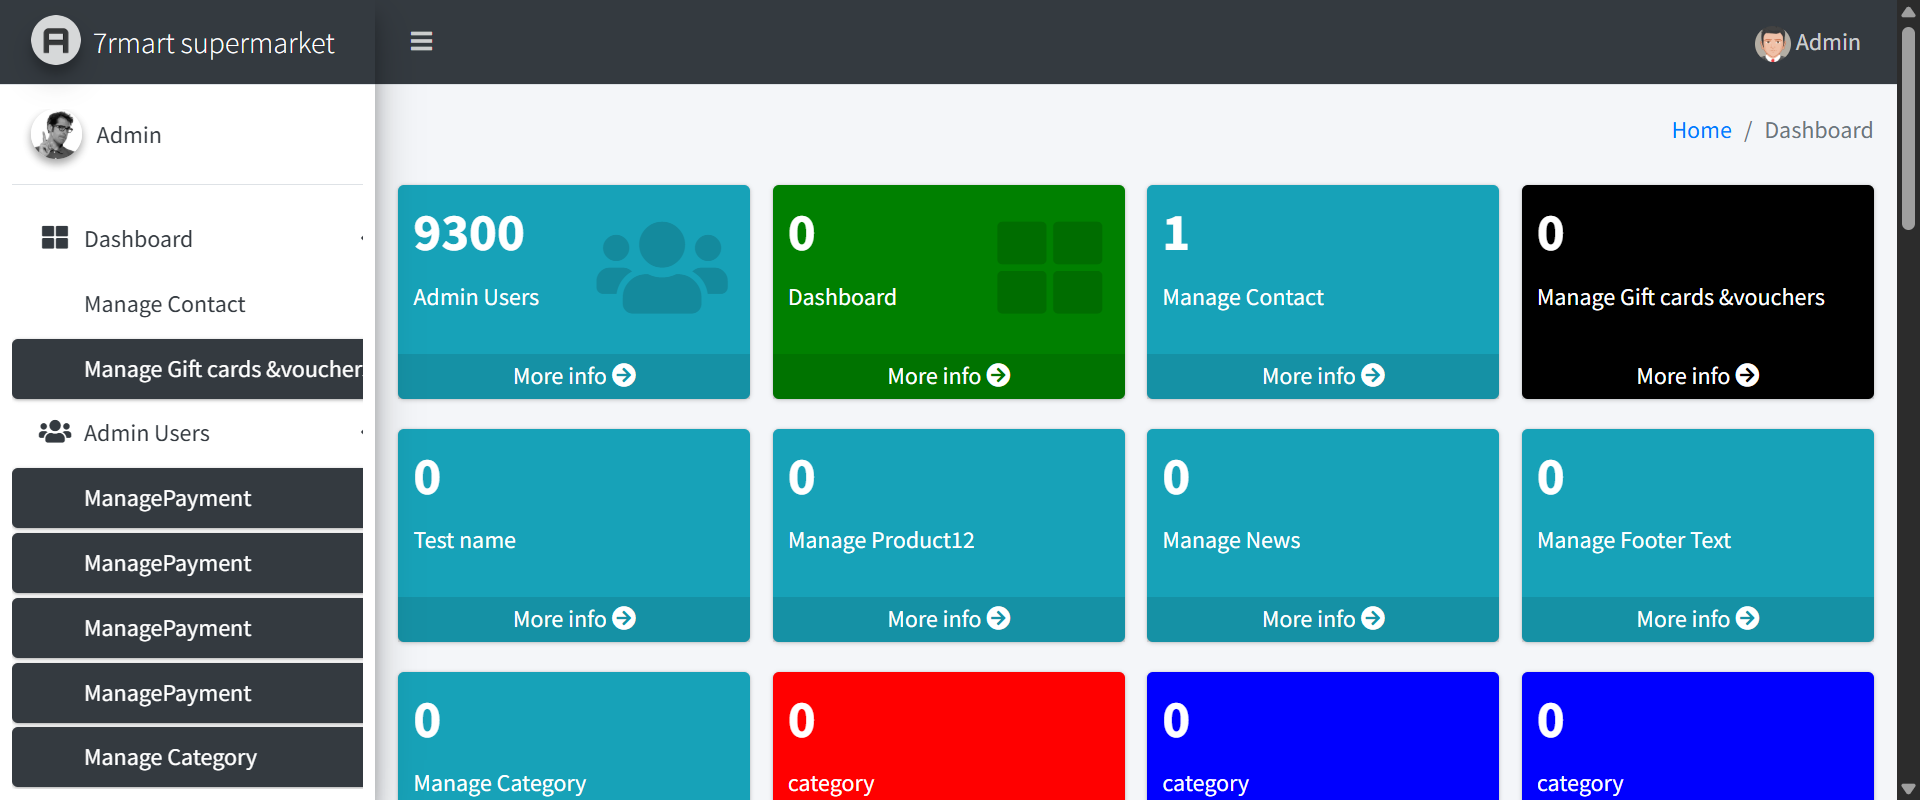 7rmart supermarket
Admin
Admin
Home / Dashboard
Dashboard
Manage Contact
Manage Gift cards &voucher
Admin Users
ManagePayment
ManagePayment
ManagePayment
ManagePayment
Manage Category
9300
Admin Users
More info
0
Dashboard
More info
1
Manage Contact
More info
0
Manage Gift cards &vouchers
More info
0
Test name
More info
0
Manage Product12
More info
0
Manage News
More info
0
Manage Footer Text
More info
0
Manage Category
0
category
0
category
0
category